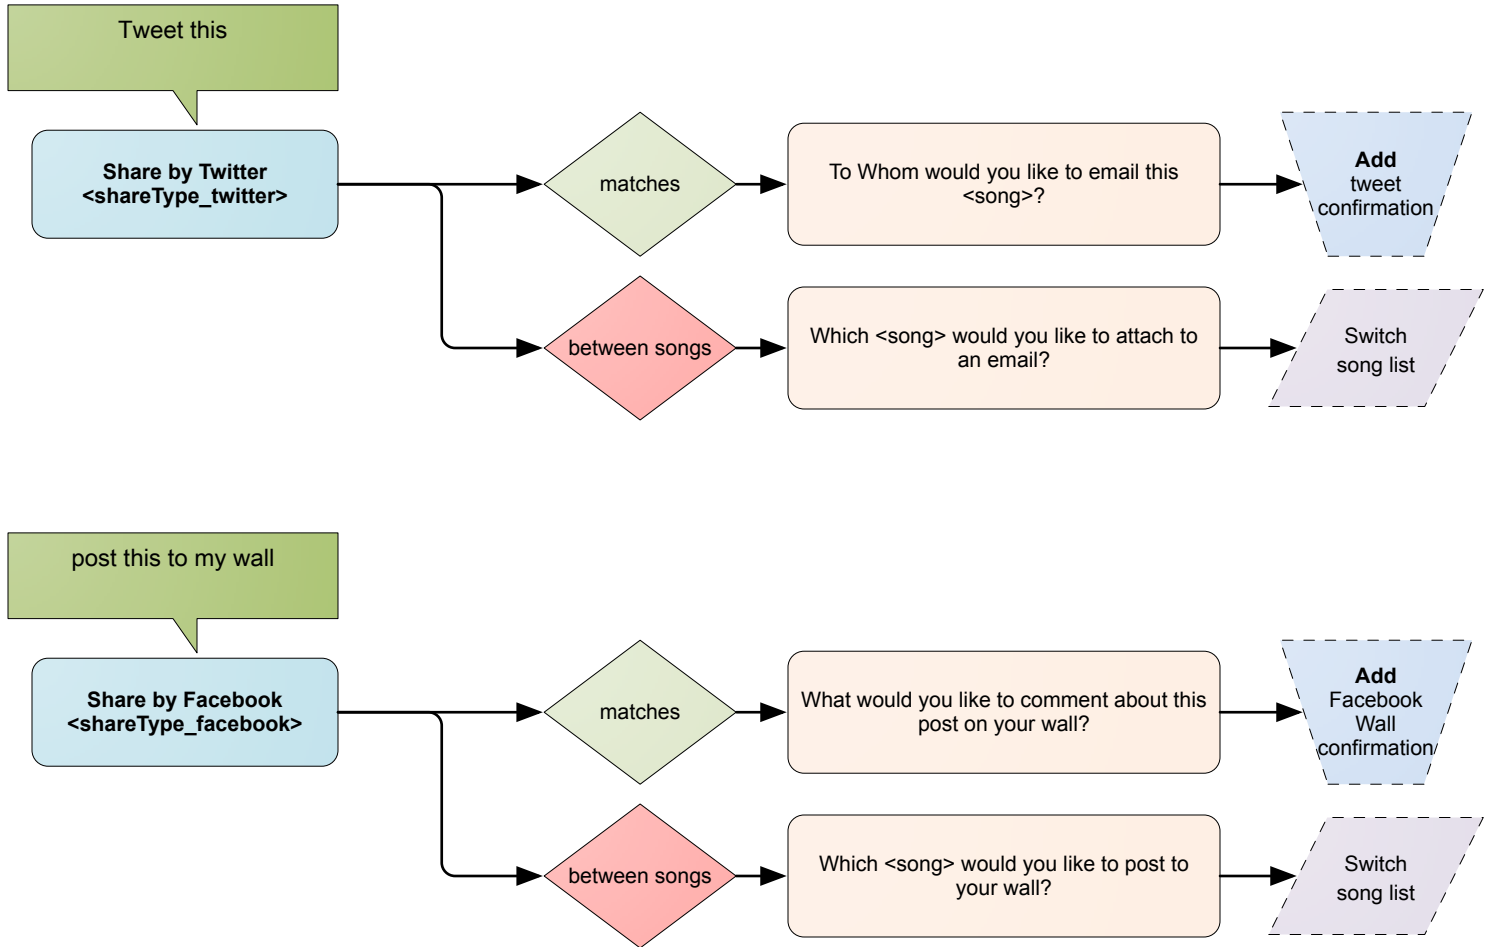 Tweet this
Share by Twitter
<shareType_twitter>
matches
To Whom would you like to email this
<song>?
Add
tweet
confirmation
between songs
Which <song> would you like to attach to
an email?
Switch
song list
post this to my wall
Share by Facebook
<shareType_facebook>
matches
What would you like to comment about this
post on your wall?
Add
Facebook
Wall
confirmation
between songs
Which <song> would you like to post to
your wall?
Switch
song list